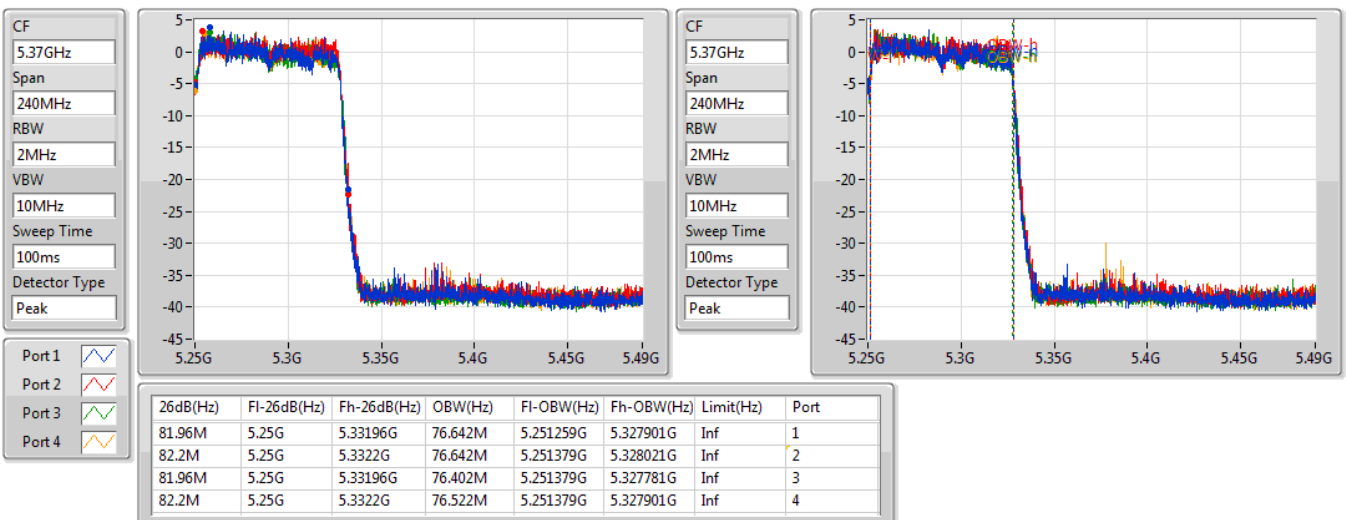 CF
5.37GHz
Span
240MHz
RBW
2MHz
VBW
10MHz
Sweep Time
100ms
Detector Type
Peak
5
0
-5
-10
-15
-20
-25
-30
-35
-40
-45
5.25G 5.3G 5.35G 5.4G 5.45G 5.49G
CF
5.37GHz
Span
240MHz
RBW
2MHz
VBW
10MHz
Sweep Time
100ms
Detector Type
Peak
5
0
-5
-10
-15
-20
-25
-30
-35
-40
-45
OBW-h
5.25G 5.3G 5.35G 5.4G 5.45G 5.49G
Port 1
Port 2
Port 3
Port 4
26dB(Hz) Fl-26dB(Hz) Fh-26dB(Hz) OBW(Hz) Fl-OBW(Hz) Fh-OBW(Hz) Limit(Hz) Port
81.96M 5.25G 5.33196G 76.642M 5.251259G 5.327901G Inf 1
82.2M 5.25G 5.3322G 76.642M 5.251379G 5.328021G Inf 2
81.96M 5.25G 5.33196G 76.402M 5.251379G 5.327781G Inf 3
82.2M 5.25G 5.3322G 76.522M 5.251379G 5.327901G Inf 4